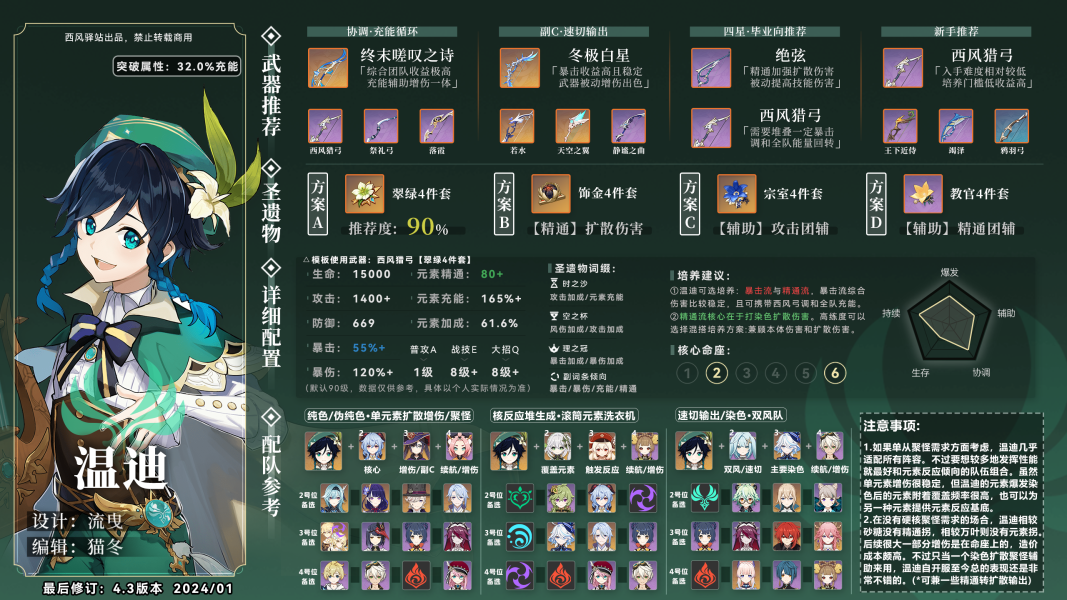 西风驿站出品，禁止转载商用
突破属性：32.0%充能
温迪
设计：流曳
编辑：猫冬
最后修订：4.3版本 2024/01
武器推荐
协调·充能循环
终末嗟叹之诗
「综合团队收益极高
充能辅助增伤一体」
西风猎弓 祭礼弓 落霞
副C·速切输出
冬极白星
「暴击收益高且稳定
武器被动增伤出色」
若水 天空之翼 静谧之曲
四星·毕业向推荐
绝弦
「精通加强扩散伤害
被动提高技能伤害」
西风猎弓
「需要堆叠一定暴击
调和全队能量回转」
新手推荐
西风猎弓
「入手难度相对较低
培养门槛低收益高」
王下近侍 竭泽 鸦羽弓
圣遗物
方案A
翠绿4件套
推荐度：90%
方案B
饰金4件套
【精通】扩散伤害
方案C
宗室4件套
【辅助】攻击团辅
方案D
教官4件套
【辅助】精通团辅
详细配置
△模板使用武器：西风猎弓【翠绿4件套】
生命： 15000 元素精通： 80+
攻击： 1400+ 元素充能： 165%+
防御： 669 元素加成： 61.6%
暴击： 55%+ 普攻A 战技E 大招Q
暴伤： 120%+ 1级 8级+ 8级+
（默认90级，数据仅供参考，具体以个人实际情况为准）
圣遗物词缀：
时之沙
攻击加成/元素充能
空之杯
风伤加成/攻击加成
理之冠
暴击加成/暴伤加成
副词条倾向
暴击/暴伤/充能/精通
培养建议：
①温迪可选培养：暴击流与精通流。暴击流综合
伤害比较稳定，且可携带西风弓调和全队充能。
②精通流核心在于打染色扩散伤害。高练度可以
选择混搭培养方案：兼顾本体伤害和扩散伤害。
核心命座：
1 2 3 4 5 6
爆发
辅助
协调
生存
持续
配队参考
纯色/伪纯色·单元素扩散增伤/聚怪
2 3 4
核心 增伤/副C 续航/增伤
2号位
备选
3号位
备选
4号位
备选
核反应堆生成·滚筒元素洗衣机
2 3 4
覆盖元素 触发反应 续航/增伤
2号位
备选
3号位
备选
4号位
备选
速切输出/染色·双风队
2 3 4
双风/速切 主要染色 续航/增伤
2号位
备选
3号位
备选
4号位
备选
注意事项：
1.如果单从聚怪需求方面考虑，温迪几乎
适配所有阵容。不过要想较多地发挥性能
就最好和元素反应倾向的队伍组合。虽然
单元素增伤很稳定，但温迪的元素爆发染
色后的元素附着覆盖频率很高，也可以为
另一种元素提供元素反应基底。
2.在没有硬核聚怪需求的场合，温迪相较
砂糖没有精通拐，相较万叶则没有元素拐。
后续很大一部分增伤是在命座上的，造价
成本颇高。不过只当一个染色扩散聚怪辅
助来用，温迪自开服至今总的表现还是非
常不错的。(*可兼一些精通转扩散输出)